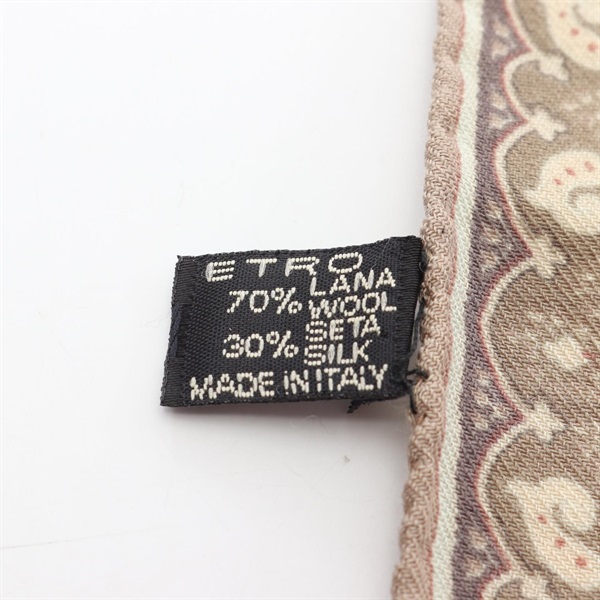 ETRO
70% LANA
WOOL
30% SETA
SILK
MADE IN ITALY